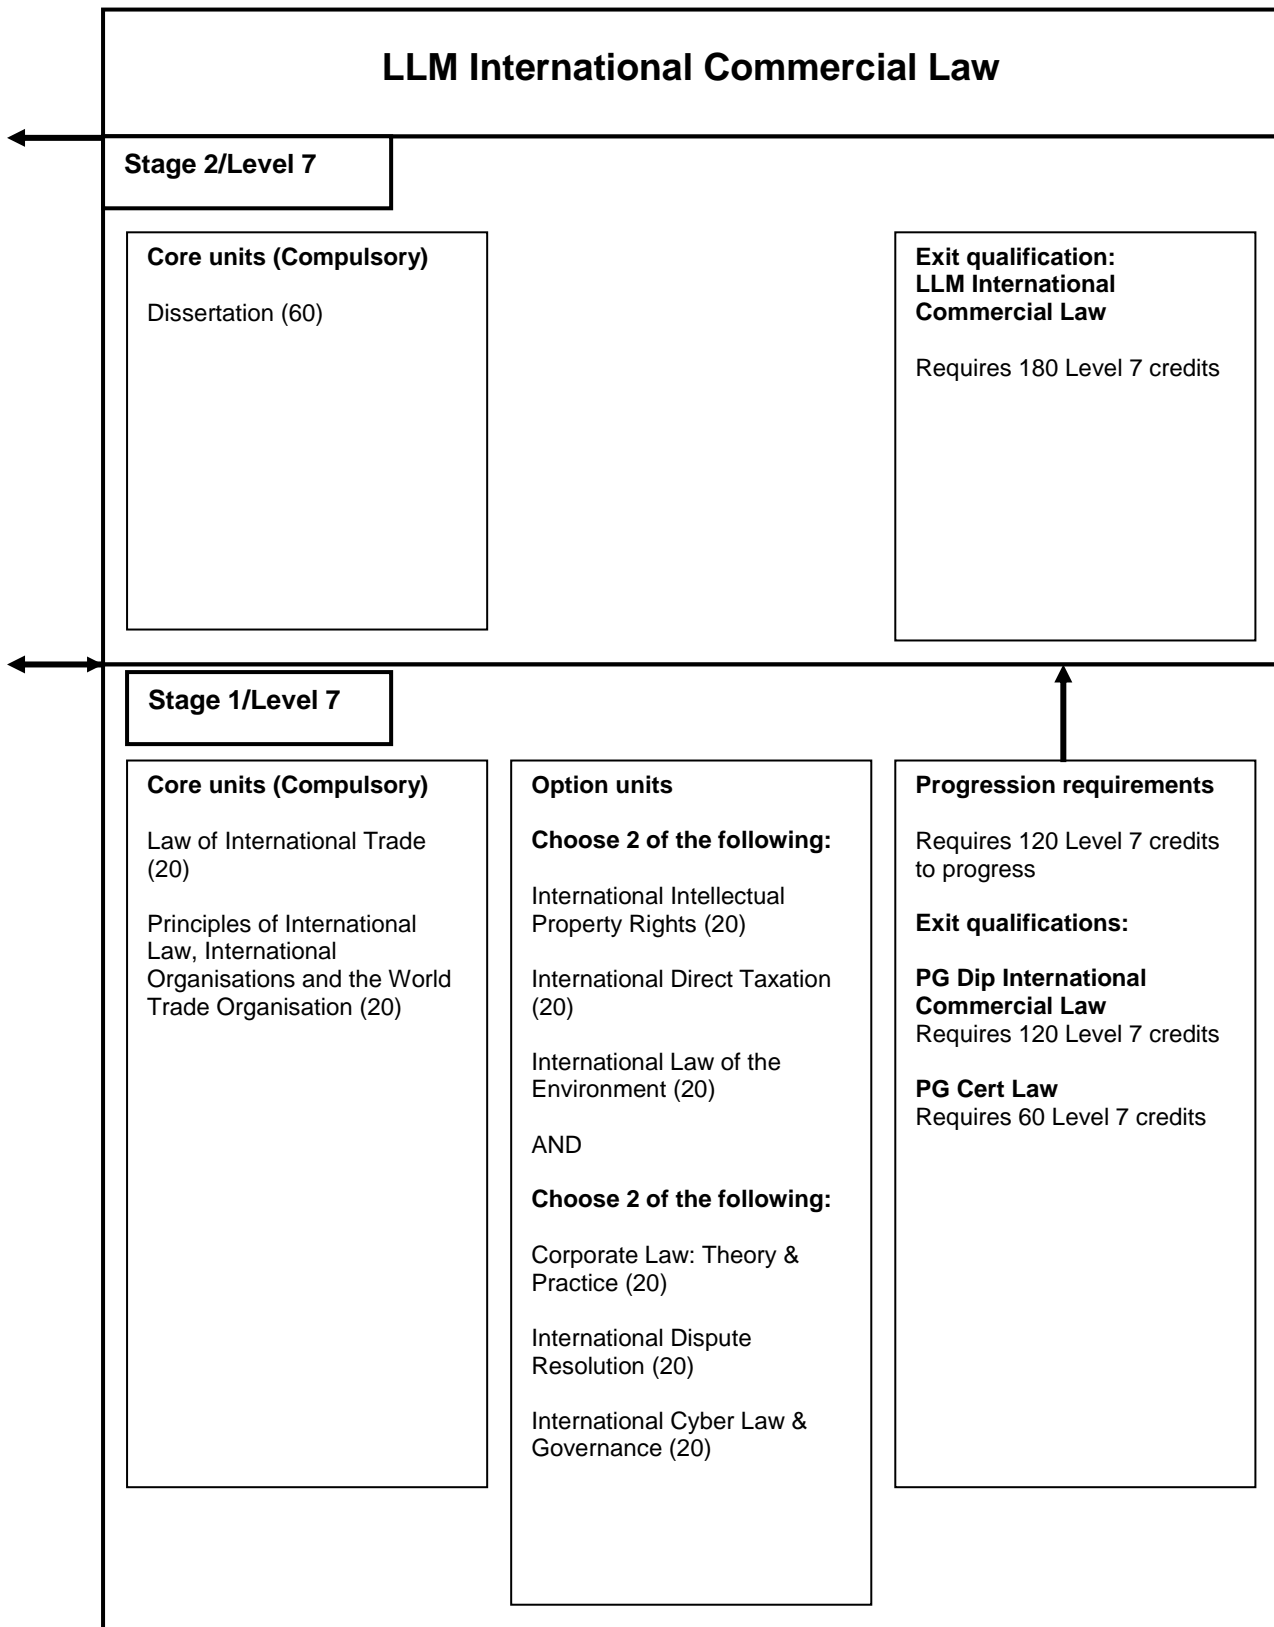 LLM International Commercial Law
Stage 2/Level 7
Core units (Compulsory)
Dissertation (60)
Exit qualification:
LLM International
Commercial Law
Requires 180 Level 7 credits
Stage 1/Level 7
Core units (Compulsory)
Law of International Trade
(20)
Principles of International
Law, International
Organisations and the World
Trade Organisation (20)
Option units
Choose 2 of the following:
International Intellectual
Property Rights (20)
International Direct Taxation
(20)
International Law of the
Environment (20)
AND
Choose 2 of the following:
Corporate Law: Theory &
Practice (20)
International Dispute
Resolution (20)
International Cyber Law &
Governance (20)
Progression requirements
Requires 120 Level 7 credits
to progress
Exit qualifications:
PG Dip International
Commercial Law
Requires 120 Level 7 credits
PG Cert Law
Requires 60 Level 7 credits